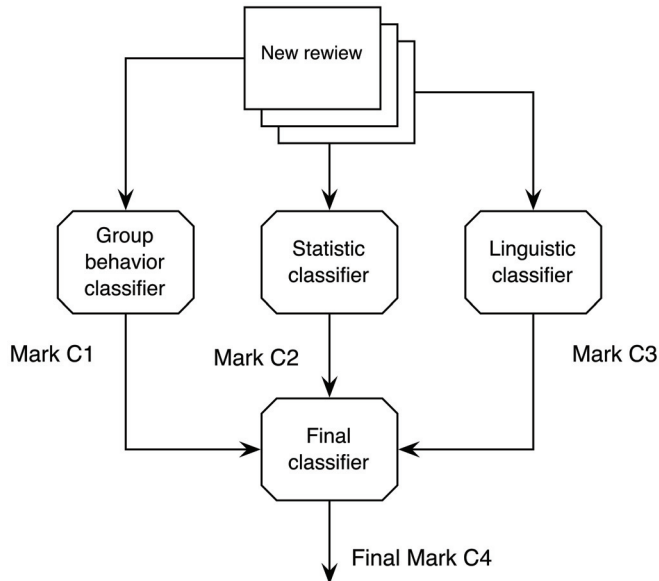 New rewiew
Group
behavior
classifier
Statistic
classifier
Linguistic
classifier
Mark C1
Mark C2
Mark C3
Final
classifier
Final Mark C4